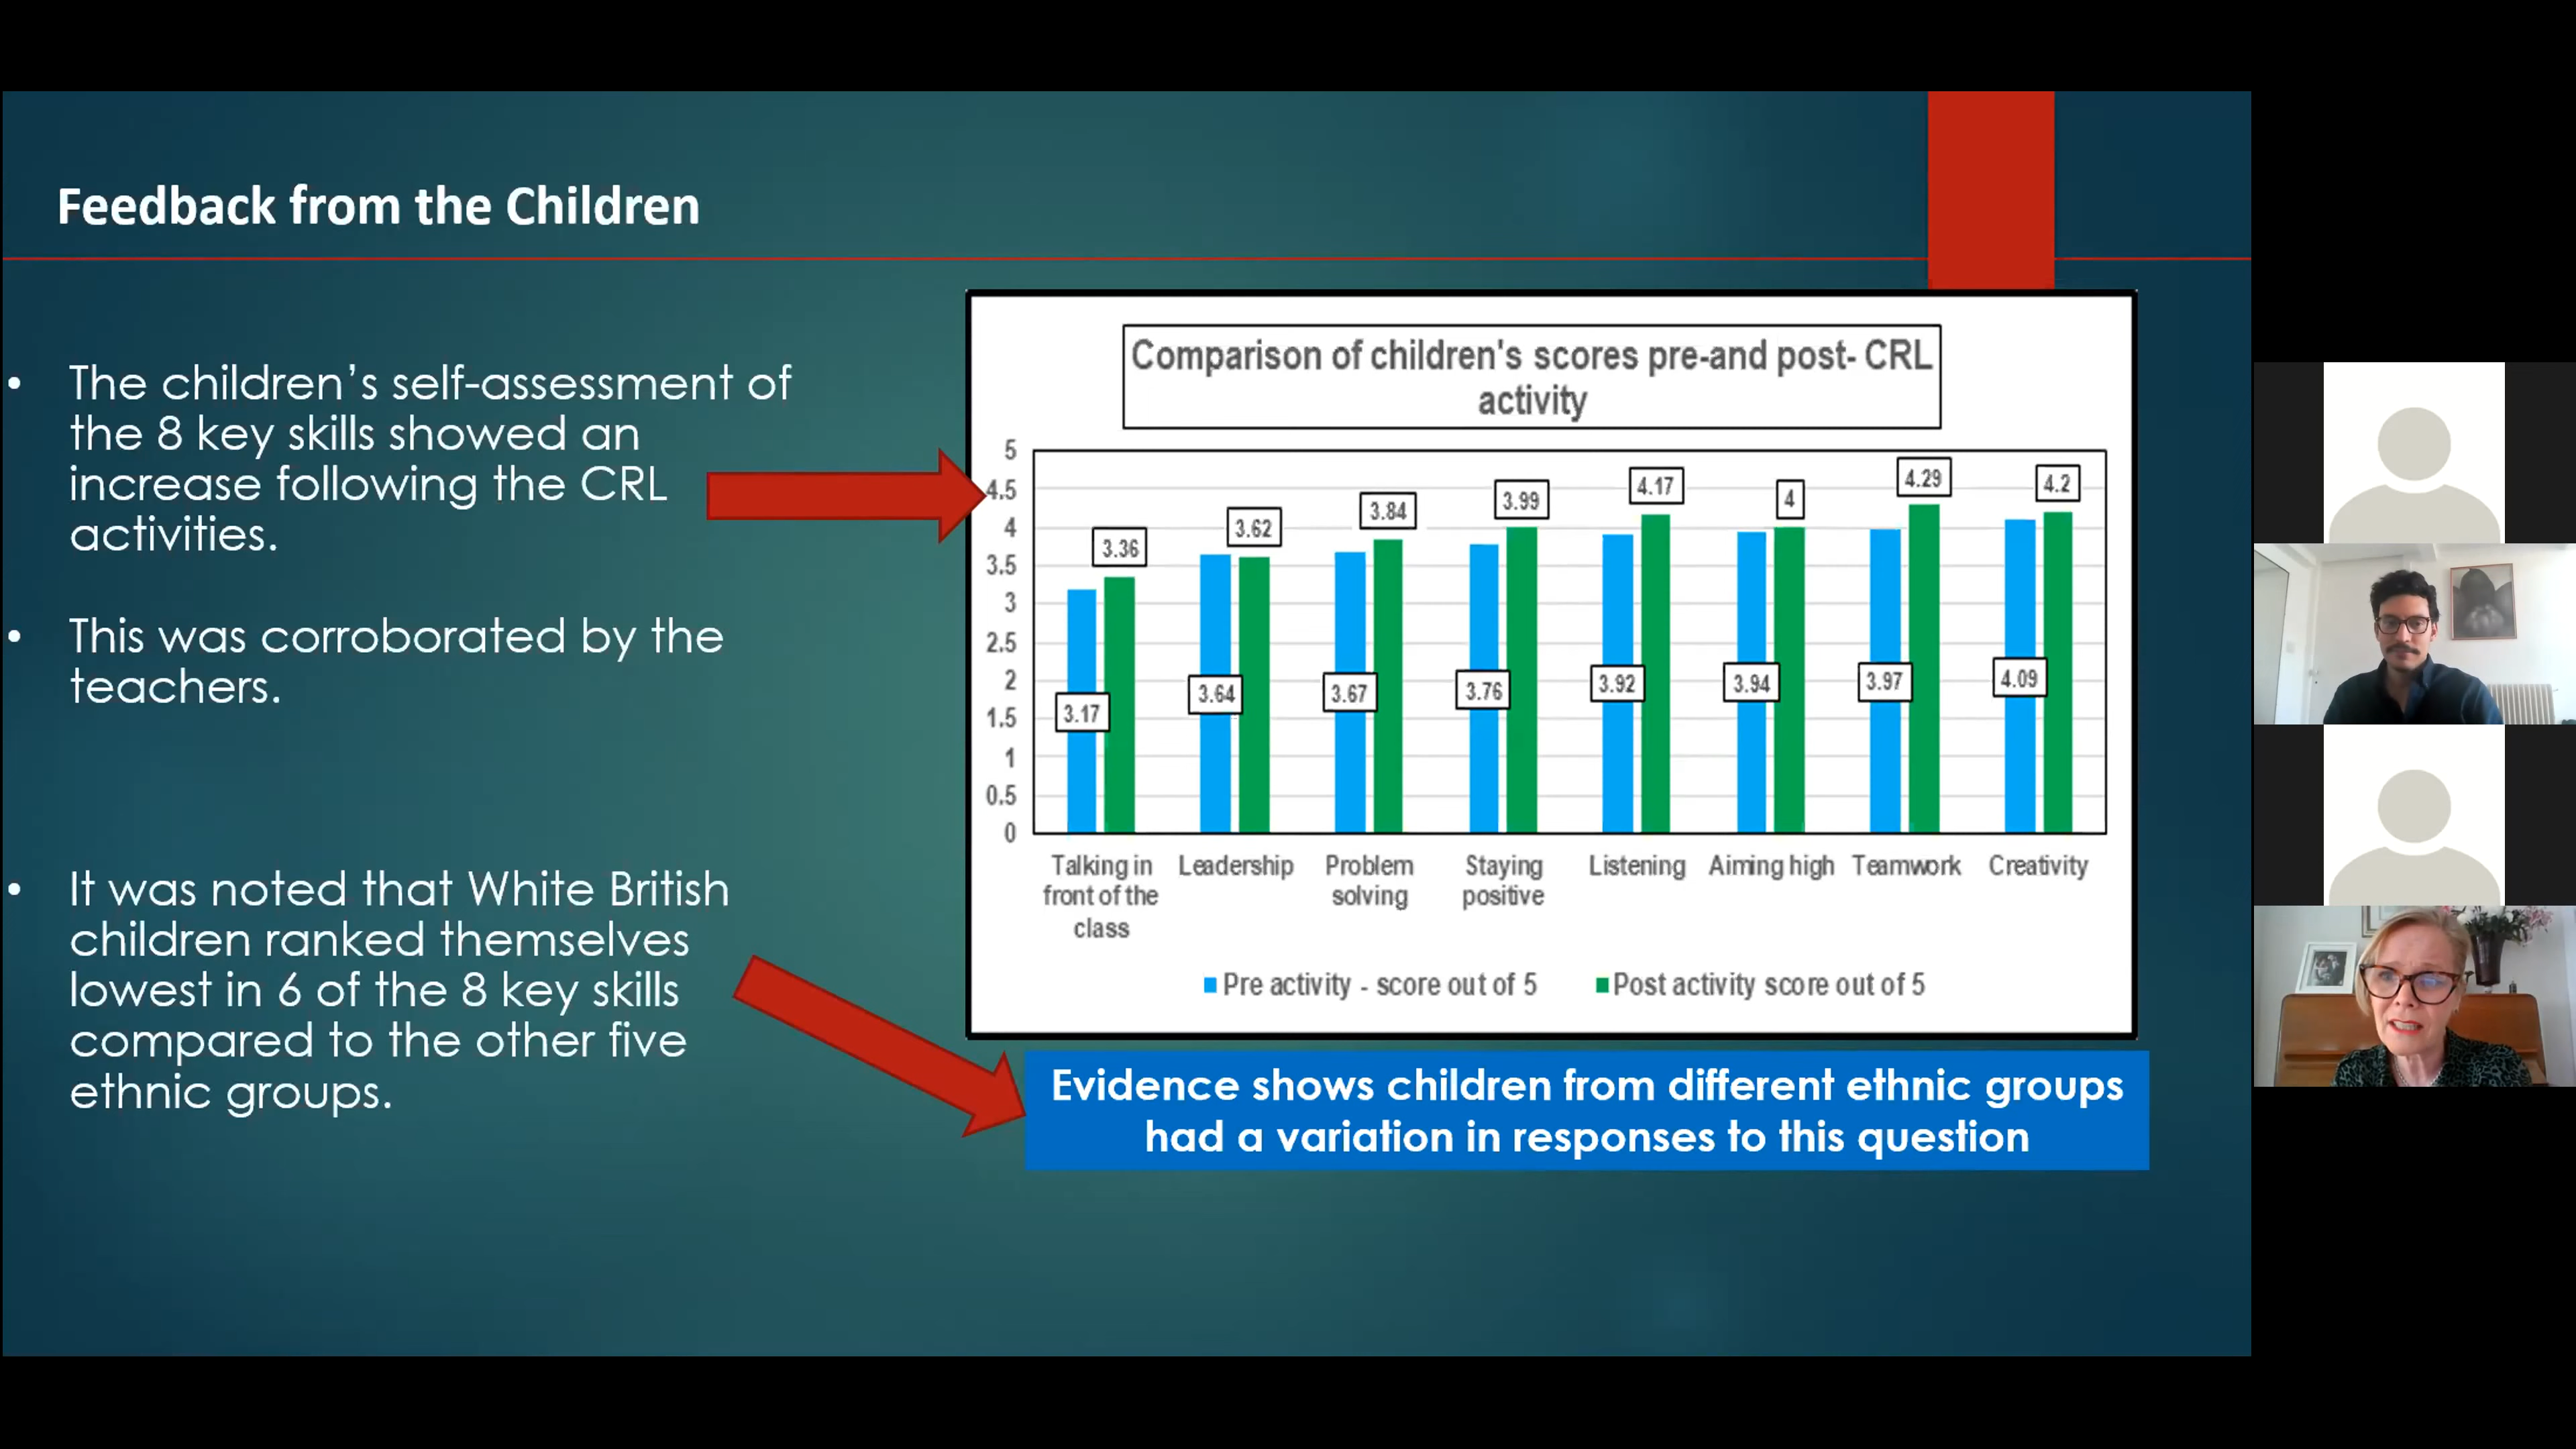 Feedback from the Children
• The children’s self-assessment of
the 8 key skills showed an
increase following the CRL
activities.
• This was corroborated by the
teachers.
• It was noted that White British
children ranked themselves
lowest in 6 of the 8 key skills
compared to the other five
ethnic groups.
Comparison of children's scores pre-and post- CRL
activity
5
4.5
4
3.5
3
2.5
2
1.5
1
0.5
0
3.36
3.62
3.84
3.99
4.17
4
4.29
4.2
3.17
3.64
3.67
3.76
3.92
3.94
3.97
4.09
Talking in
front of the
class
Leadership
Problem
solving
Staying
positive
Listening
Aiming high
Teamwork
Creativity
Pre activity - score out of 5
Post activity score out of 5
Evidence shows children from different ethnic groups
had a variation in responses to this question